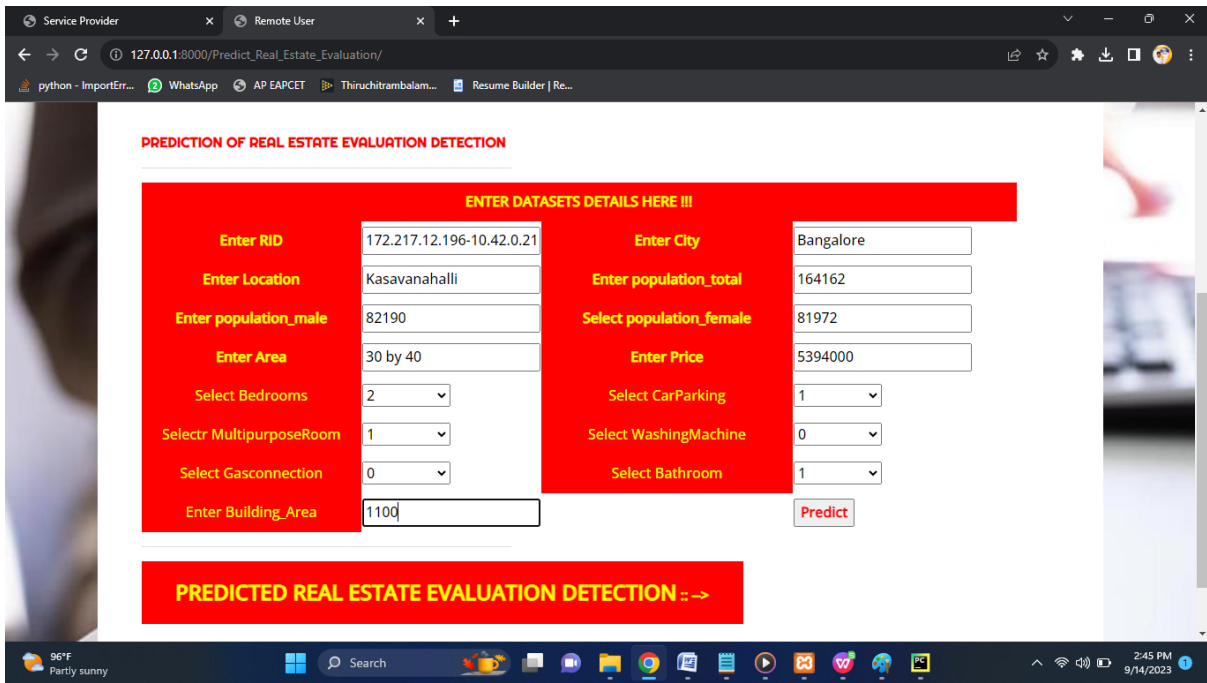 Service Provider
Remote User
127.0.0.1:8000/Predict_Real_Estate_Evaluation/
python - ImportErr... WhatsApp AP EAPCET Thiruchitrambalam... Resume Builder | Re...
PREDICTION OF REAL ESTATE EVALUATION DETECTION
ENTER DATASETS DETAILS HERE !!!
Enter RID 172.217.12.196-10.42.0.21 Enter City Bangalore
Enter Location Kasavanahalli Enter population_total 164162
Enter population_male 82190 Select population_female 81972
Enter Area 30 by 40 Enter Price 5394000
Select Bedrooms 2 Select CarParking 1
Selectr MultipurposeRoom 1 Select WashingMachine 0
Select Gasconnection 0 Select Bathroom 1
Enter Building_Area 1100 Predict
PREDICTED REAL ESTATE EVALUATION DETECTION :: -->
96°F
Partly sunny
Search
PC
2:45 PM
9/14/2023
1